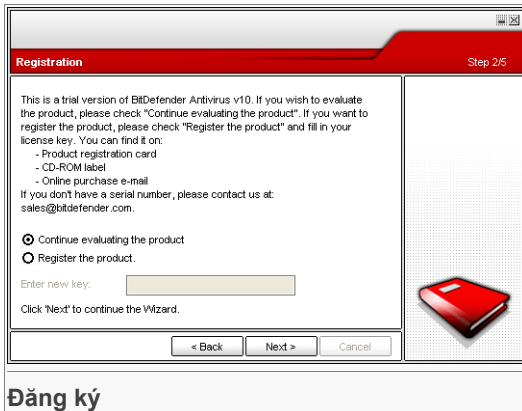 Registration
Step 2/5
This is a trial version of BitDefender Antivirus v10. If you wish to evaluate
the product, please check "Continue evaluating the product". If you want to
register the product, please check "Register the product" and fill in your
license key. You can find it on:
- Product registration card
- CD-ROM label
- Online purchase e-mail
If you don't have a serial number, please contact us at:
sales@bitdefender.com.
Continue evaluating the product
Register the product.
Enter new key:
Click 'Next' to continue the Wizard.
< Back
Next >
Cancel
Đăng ký